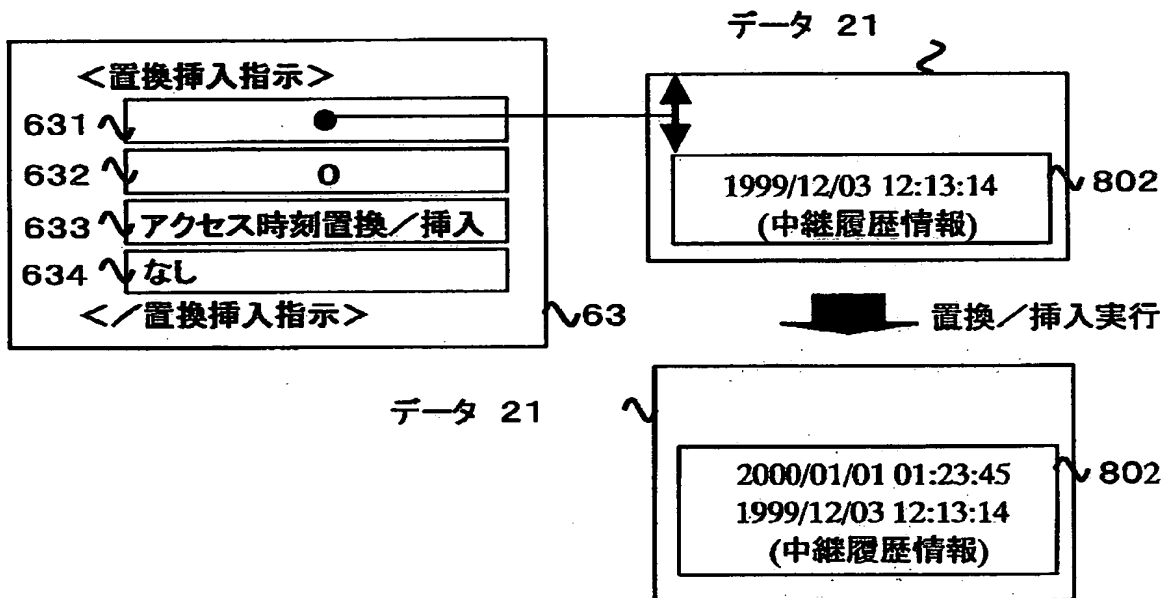 データ 21
<置換挿入指示>
631
632 0
633 アクセス時刻置換/挿入
634 なし
</置換挿入指示>
63
1999/12/03 12:13:14
(中継履歴情報)
802
置換/挿入実行
データ 21
2000/01/01 01:23:45
1999/12/03 12:13:14
(中継履歴情報)
802